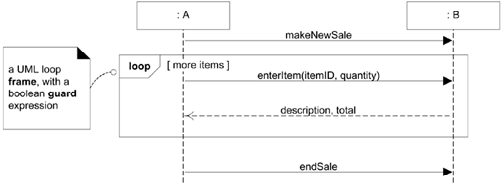 : A
: B
makeNewSale
a UML loop
frame, with a
boolean guard
expression
loop
[ more items ]
enterItem(itemID, quantity)
description, total
endSale